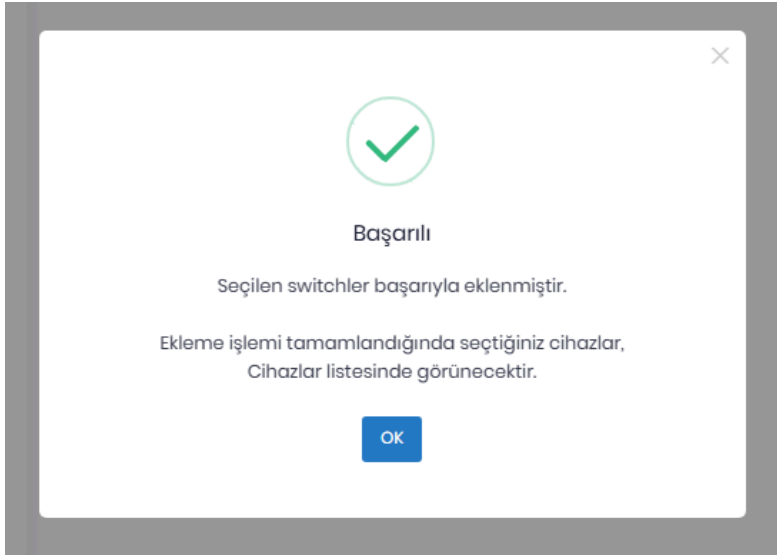 Başarılı
Seçilen switchler başarıyla eklenmiştir.
Ekleme işlemi tamamlandığında seçtiğiniz cihazlar,
Cihazlar listesinde görünecektir.
OK